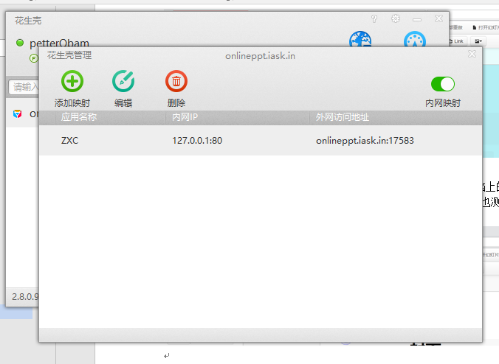 花生壳
petterObam
花生壳管理
onlineppt.iask.in
添加映射
编辑
删除
内网映射
应用名称
内网IP
外网访问地址
ZXC
127.0.0.1:80
onlineppt.iask.in:17583
请输入
Link
2.8.0.9